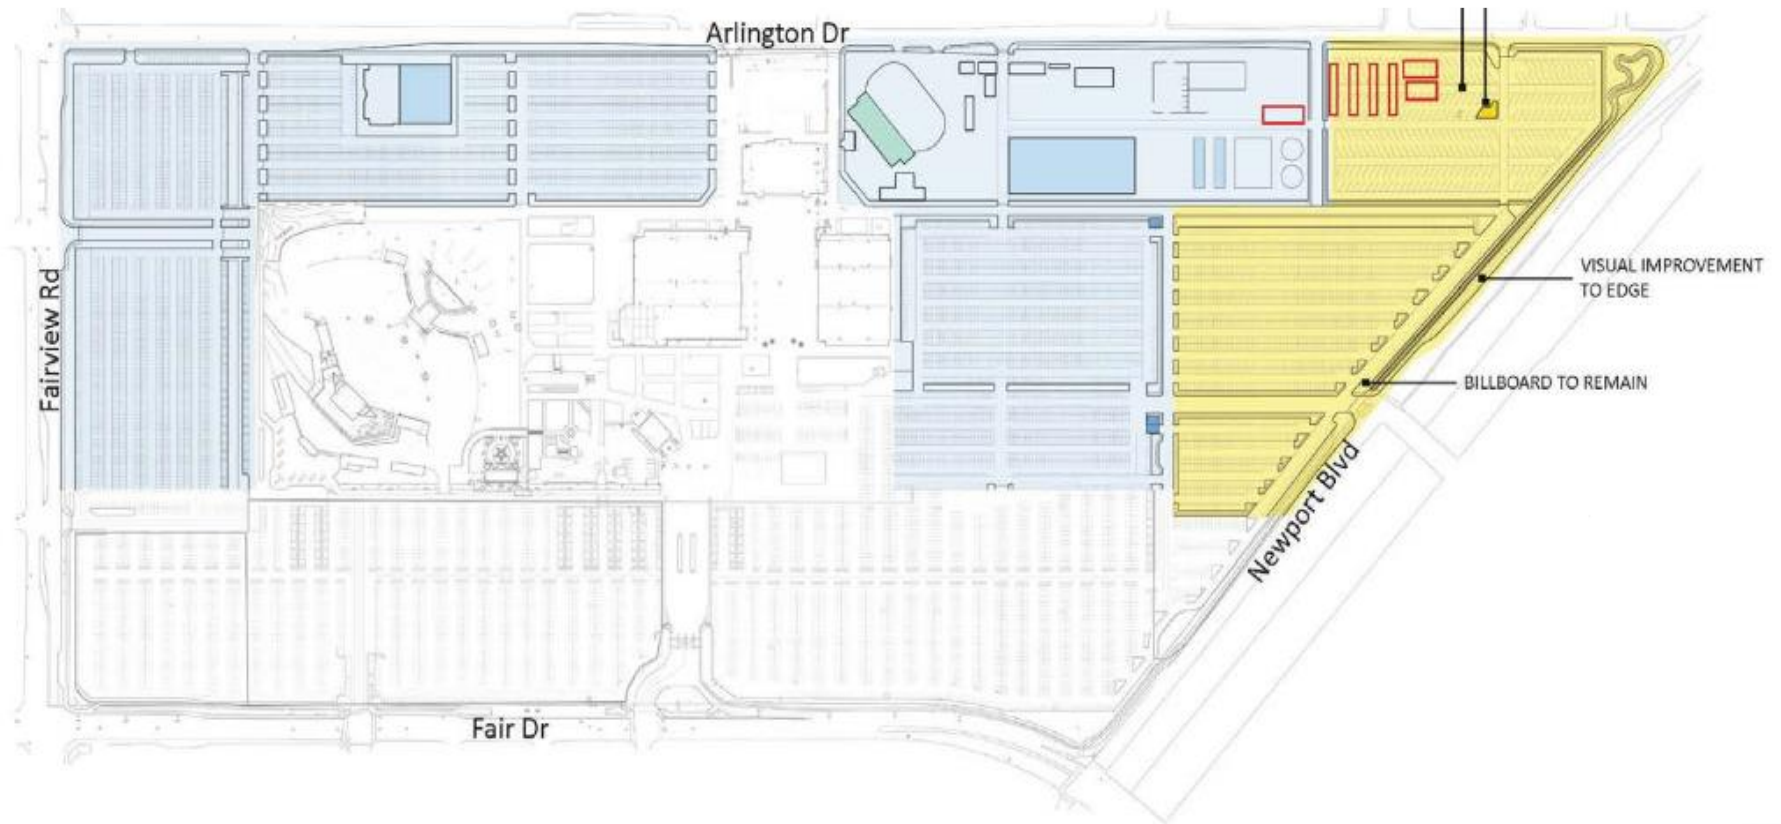 Arlington Dr
Fairview Rd
VISUAL IMPROVEMENT
TO EDGE
BILLBOARD TO REMAIN
Newport Blvd
Fair Dr